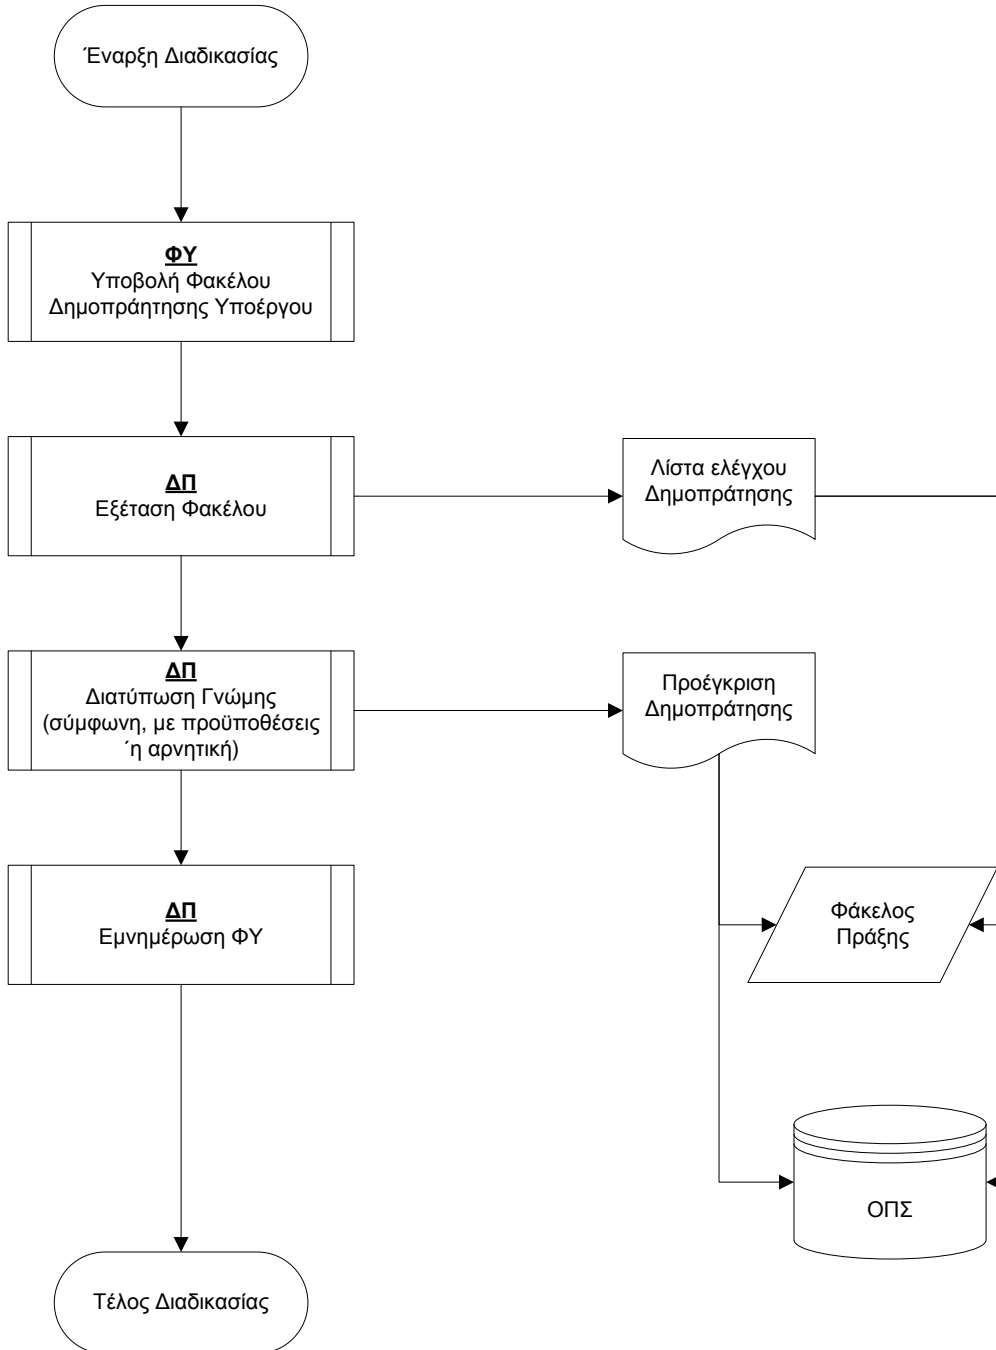 Έναρξη Διαδικασίας
ΦΥ
Υποβολή Φακέλου
Δημοπράητησης Υποέργου
ΔΠ
Εξέταση Φακέλου
Λίστα ελέγχου
Δημοπράτησης
ΔΠ
Διατύπωση Γνώμης
(σύμφωνη, με προϋποθέσεις
΄η αρνητική)
Προέγκριση
Δημοπράτησης
ΔΠ
Εμνημέρωση ΦΥ
Φάκελος
Πράξης
ΟΠΣ
Τέλος Διαδικασίας